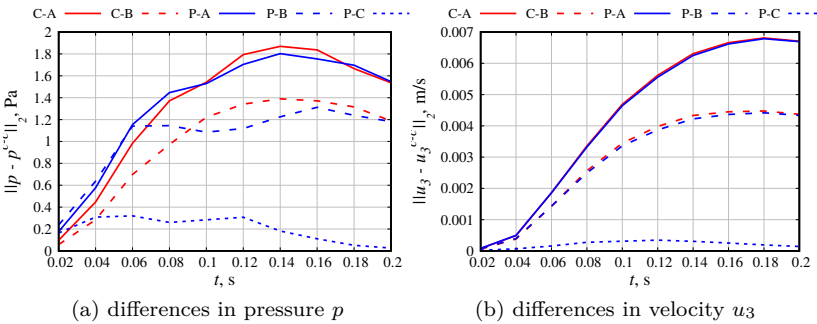 C-A C-B P-A P-B P-C
2
1.8
1.6
1.4
1.2
1
0.8
0.6
0.4
0.2
0
||p - p^{C-C}||_2, Pa
0.02 0.04 0.06 0.08 0.1 0.12 0.14 0.16 0.18 0.2
t, s
(a) differences in pressure p
C-A C-B P-A P-B P-C
0.007
0.006
0.005
0.004
0.003
0.002
0.001
0
||u_3 - u_3^{C-C}||_2, m/s
0.02 0.04 0.06 0.08 0.1 0.12 0.14 0.16 0.18 0.2
t, s
(b) differences in velocity u_3